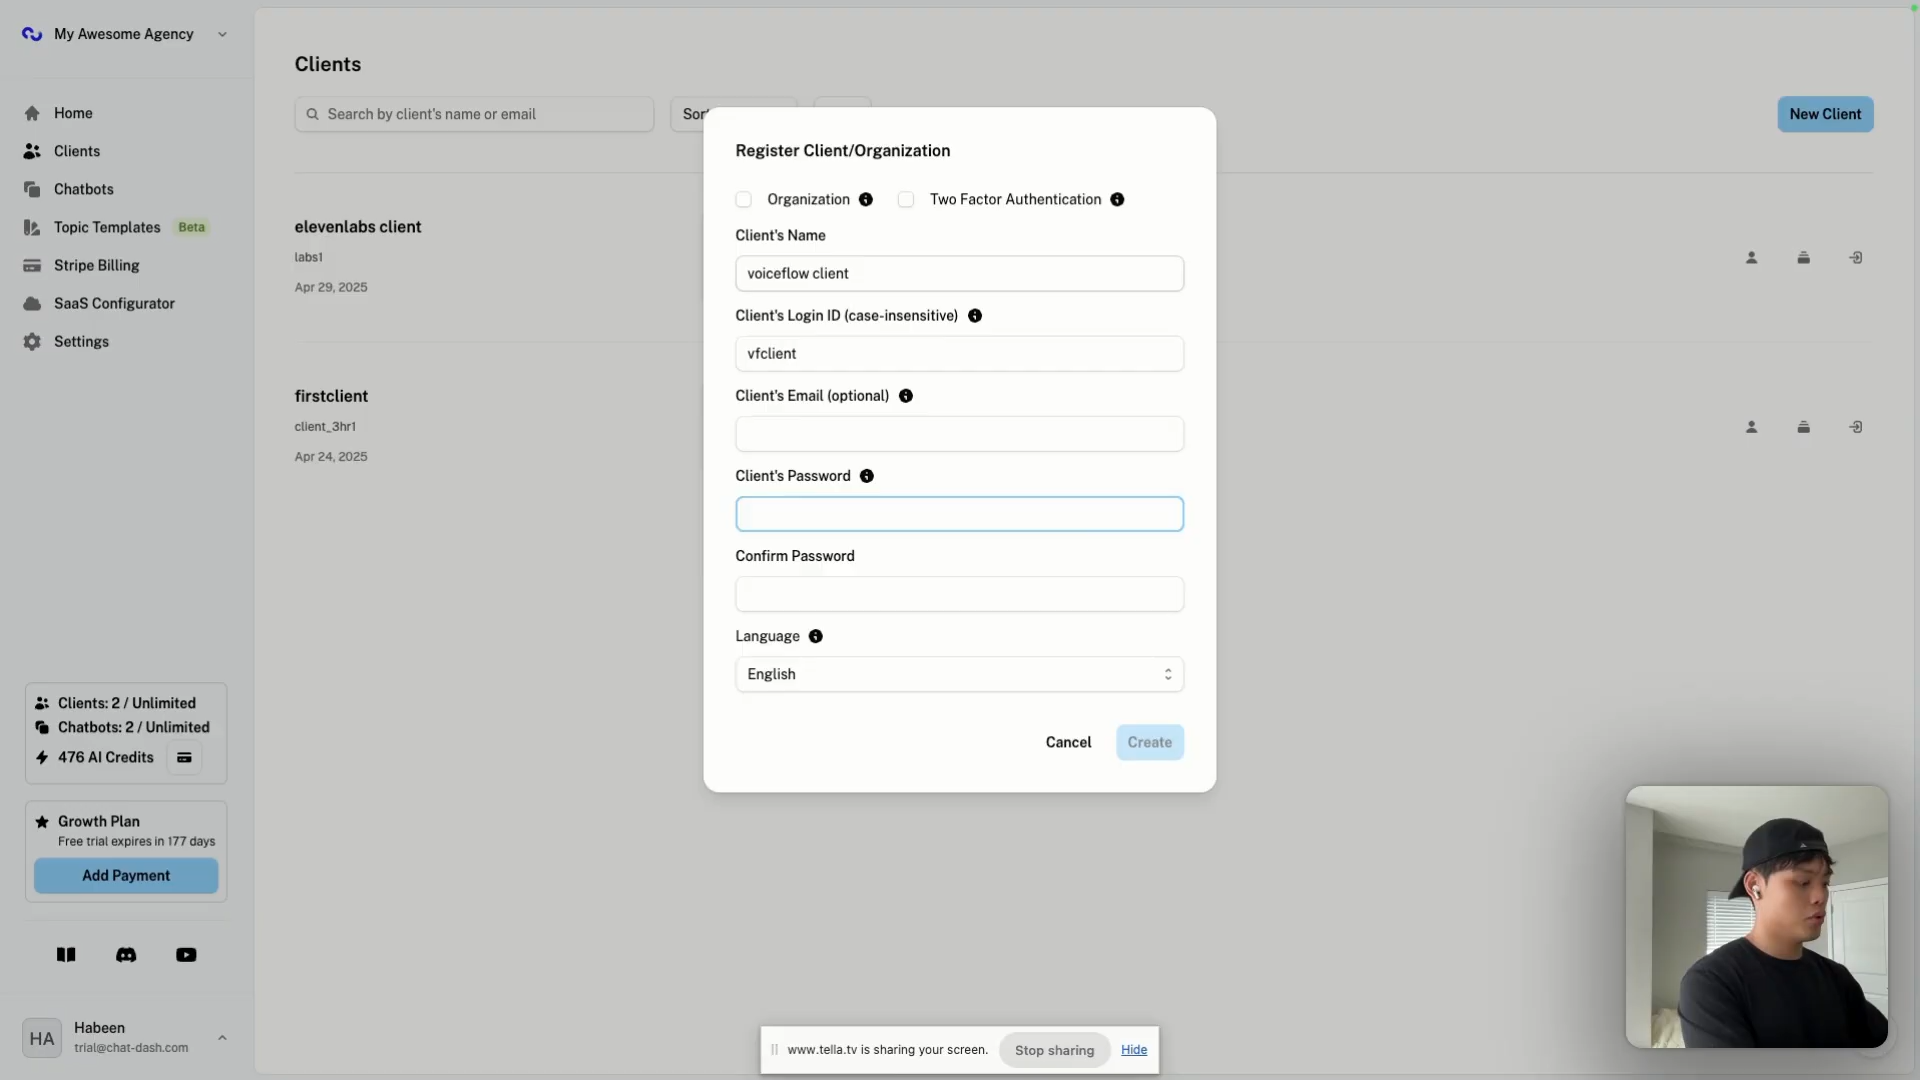 My Awesome Agency
Home
Clients
Chatbots
Topic Templates Beta
Stripe Billing
SaaS Configurator
Settings
Clients: 2 / Unlimited
Chatbots: 2 / Unlimited
476 AI Credits
Growth Plan
Free trial expires in 177 days
Add Payment
HA
Habeen
trial@chat-dash.com
Clients
Search by client's name or email
New Client
elevenlabs client
labs1
Apr 29, 2025
firstclient
client_3hr1
Apr 24, 2025
Register Client/Organization
Organization Two Factor Authentication
Client's Name
voiceflow client
Client's Login ID (case-insensitive)
vfclient
Client's Email (optional)
Client's Password
Confirm Password
Language
English
Cancel Create
www.tella.tv is sharing your screen. Stop sharing Hide